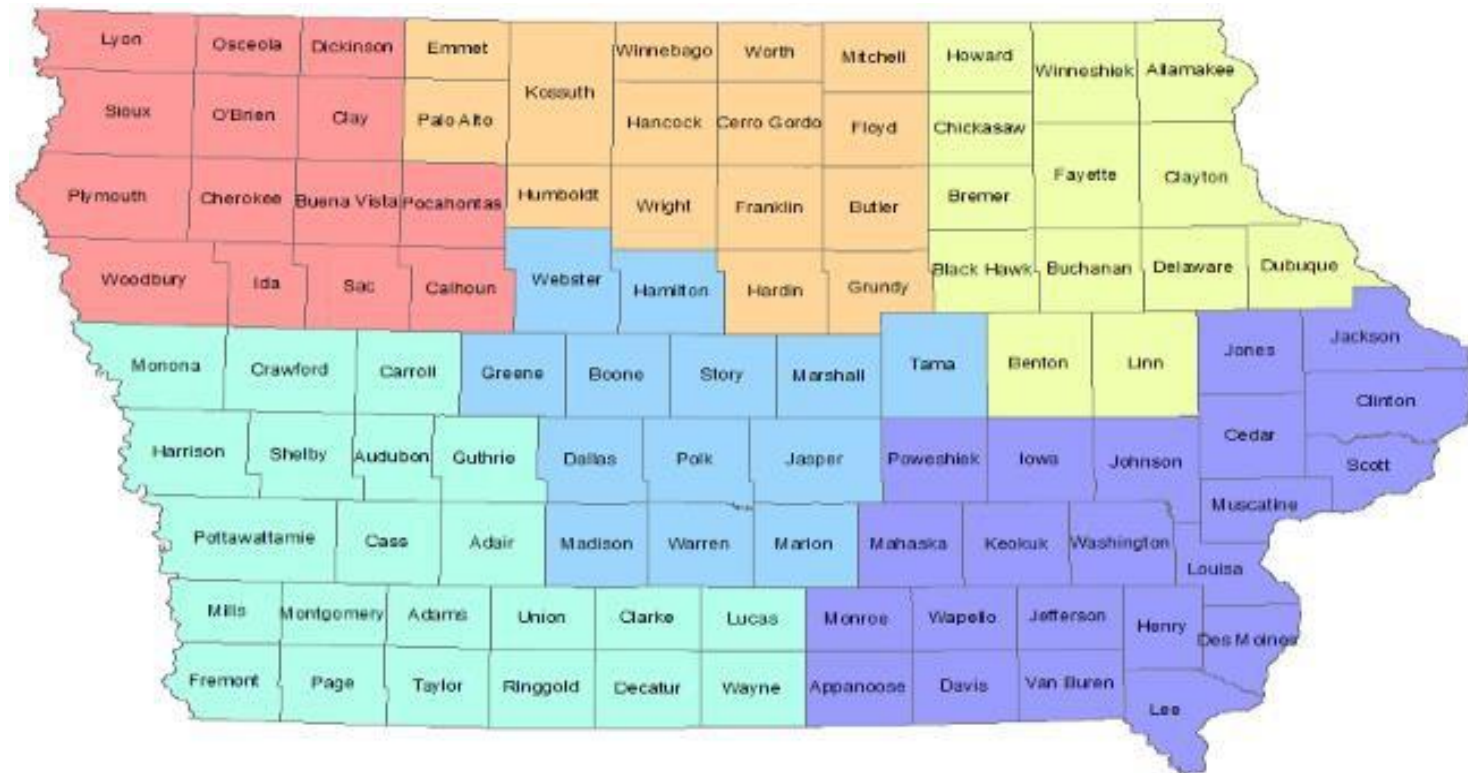 Lyon
Osceola
Dickinson
Emmet
Kossuth
Winnebago
Worth
Mitchell
Howard
Winneshiek
Allamakee
Sioux
O'Brien
Clay
Palo Alto
Hancock
Cerro Gordo
Floyd
Chickasaw
Plymouth
Cherokee
Buena Vista
Pocahontas
Humboldt
Wright
Franklin
Butler
Bremer
Fayette
Clayton
Woodbury
Ida
Sac
Calhoun
Webster
Hamilton
Hardin
Grundy
Black Hawk
Buchanan
Delaware
Dubuque
Monona
Crawford
Carroll
Greene
Boone
Story
Marshall
Tama
Benton
Linn
Jones
Jackson
Harrison
Shelby
Audubon
Guthrie
Dallas
Polk
Jasper
Poweshiek
Iowa
Johnson
Cedar
Clinton
Scott
Muscatine
Pottawattamie
Cass
Adair
Madison
Warren
Marion
Mahaska
Keokuk
Washington
Louisa
Mills
Montgomery
Adams
Union
Clarke
Lucas
Monroe
Wapello
Jefferson
Henry
Des Moines
Fremont
Page
Taylor
Ringgold
Decatur
Wayne
Appanoose
Davis
Van Buren
Lee